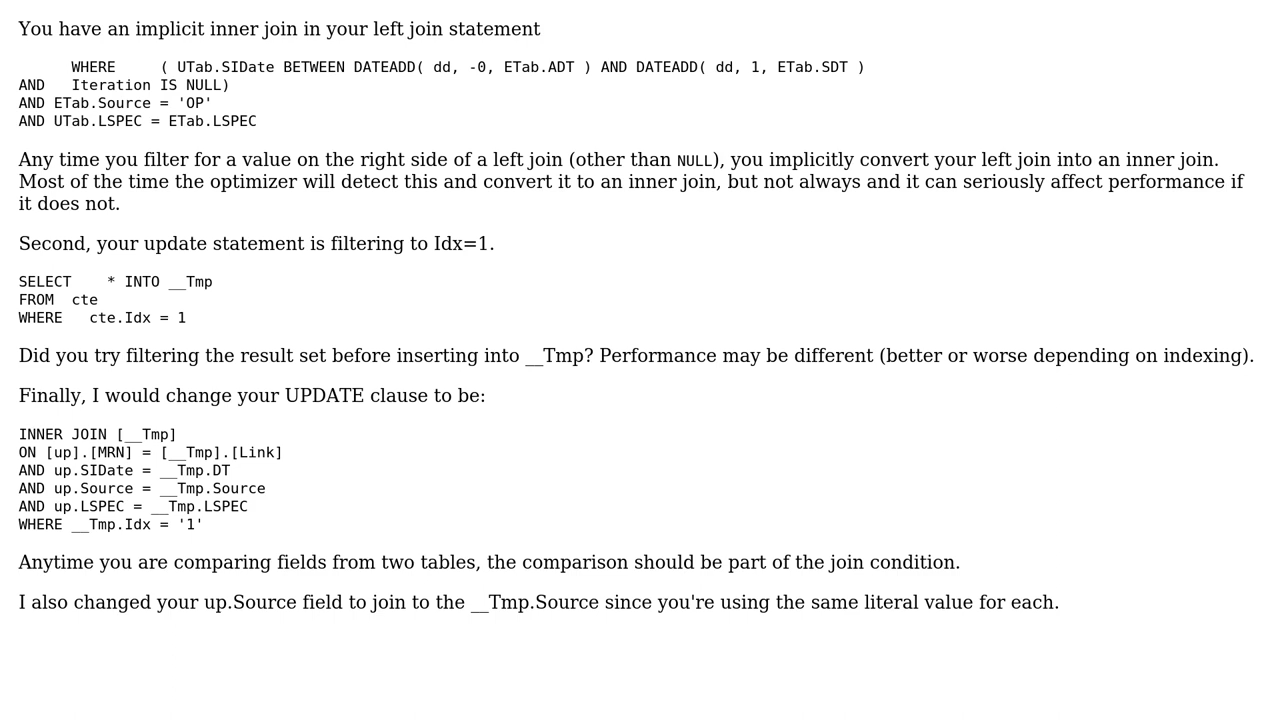 You have an implicit inner join in your left join statement
WHERE     ( UTab.SIDate BETWEEN DATEADD( dd, -0, ETab.ADT ) AND DATEADD( dd, 1, ETab.SDT )
AND   Iteration IS NULL)
AND ETab.Source = 'OP'
AND UTab.LSPEC = ETab.LSPEC
Any time you filter for a value on the right side of a left join (other than NULL), you implicitly convert your left join into an inner join.
Most of the time the optimizer will detect this and convert it to an inner join, but not always and it can seriously affect performance if
it does not.
Second, your update statement is filtering to Idx=1.
SELECT    * INTO __Tmp
FROM  cte
WHERE   cte.Idx = 1
Did you try filtering the result set before inserting into __Tmp? Performance may be different (better or worse depending on indexing).
Finally, I would change your UPDATE clause to be:
INNER JOIN [__Tmp]
ON [up].[MRN] = [__Tmp].[Link]
AND up.SIDate = __Tmp.DT
AND up.Source = __Tmp.Source
AND up.LSPEC = __Tmp.LSPEC
WHERE __Tmp.Idx = '1'
Anytime you are comparing fields from two tables, the comparison should be part of the join condition.
I also changed your up.Source field to join to the __Tmp.Source since you're using the same literal value for each.